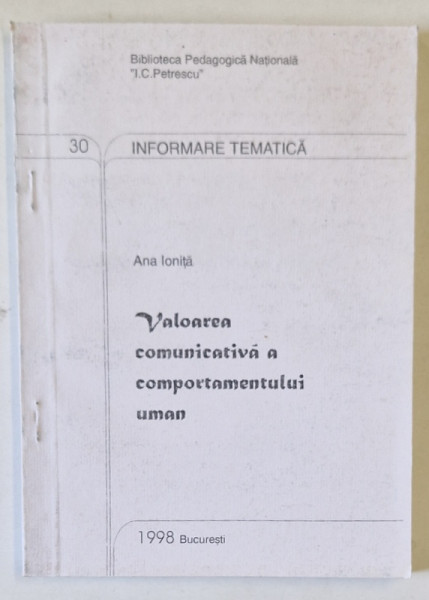 Biblioteca Pedagogică Națională
"I.C.Petrescu"
30 INFORMARE TEMATICĂ
Ana Ioniță
Valoarea
comunicativă a
comportamentului
uman
1998 București